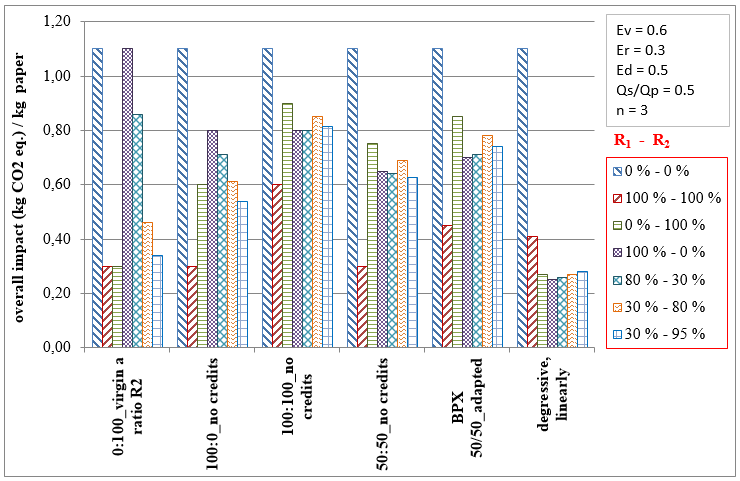 overall impact (kg CO2 eq.) / kg  paper
1,20
1,00
0,80
0,60
0,40
0,20
0,00
0:100_virgin a
ratio R2
100:0_no credits
100:100_no
credits
50:50_no credits
BPX
50/50_adapted
degressive,
linearly
Ev = 0.6
Er = 0.3
Ed = 0.5
Qs/Qp = 0.5
n = 3
R1 - R2
0 % - 0 %
100 % - 100 %
0 % - 100 %
100 % - 0 %
80 % - 30 %
30 % - 80 %
30 % - 95 %